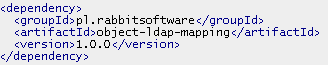 <dependency>
<groupId>pl.rabbitsoftware</groupId>
<artifactId>object-ldap-mapping</artifactId>
<version>1.0.0</version>
</dependency>